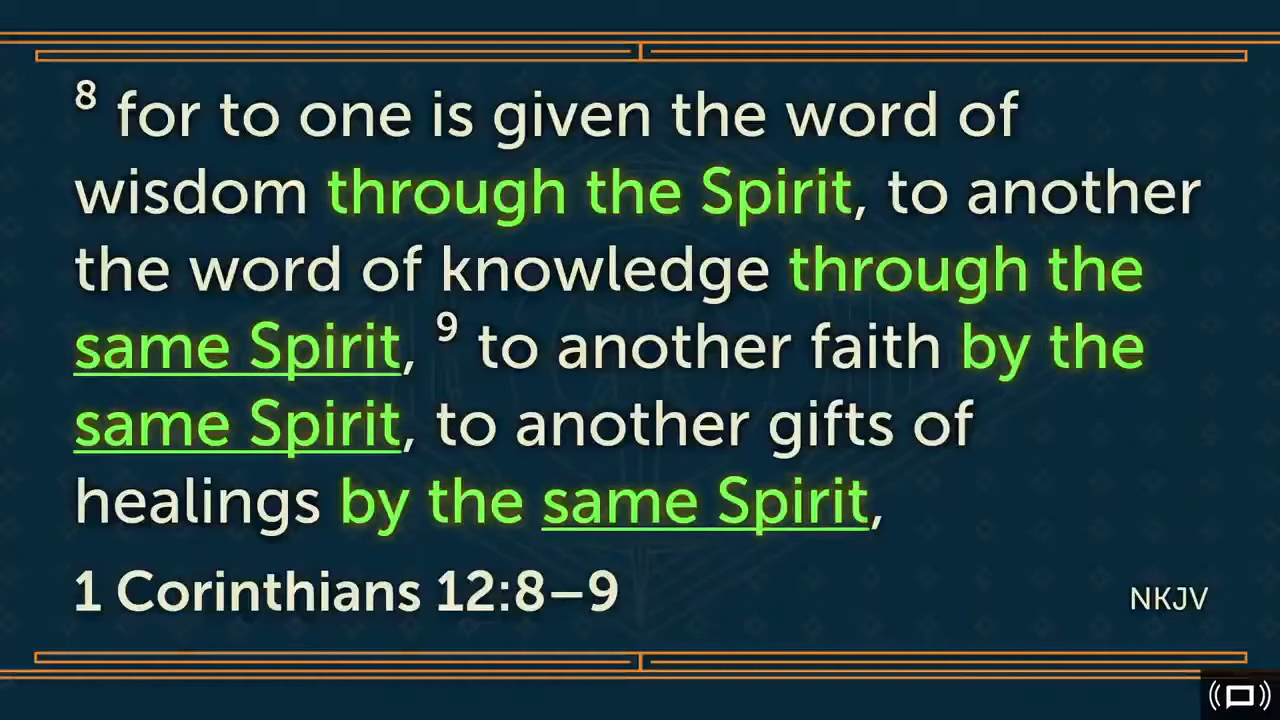 8 for to one is given the word of
wisdom through the Spirit, to another
the word of knowledge through the
same Spirit, 9 to another faith by the
same Spirit, to another gifts of
healings by the same Spirit,
1 Corinthians 12:8–9
NKJV